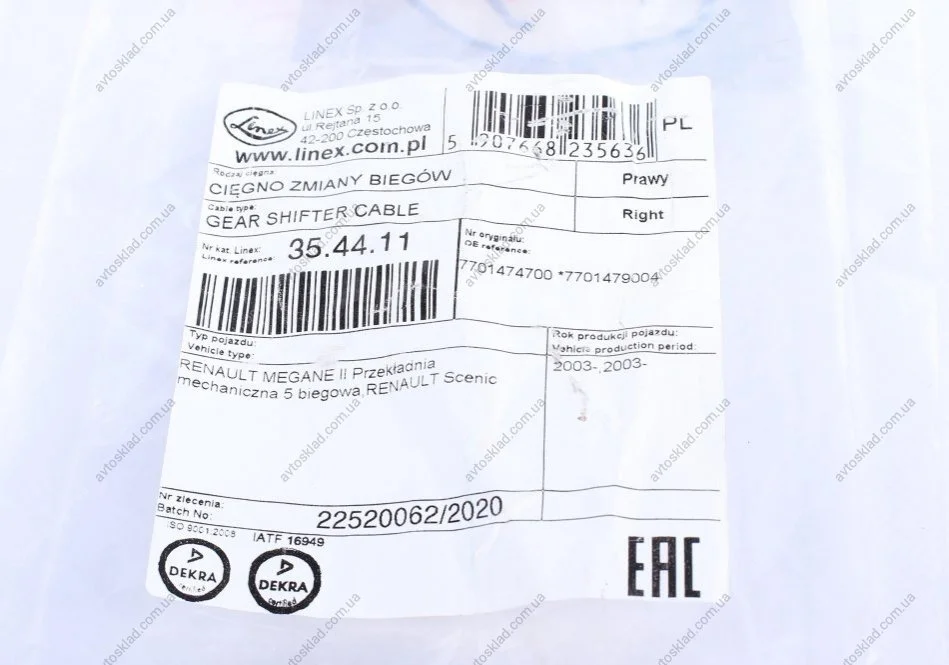 Linex
LINEX Sp. z o.o.
ul Rejtana 15
42-200 Czestochowa
www.linex.com.pl
5 907668 235636
PL
Rodzaj cięgna:
CIĘGNO ZMIANY BIEGÓW
Prawy
Cable type:
GEAR SHIFTER CABLE
Right
Nr kat. Linex:
Linex reference:
35.44.11
Nr oryginału:
OE reference:
7701474700 *7701479004
Typ pojazdu:
Vehicle type:
Rok produkcji pojazdu:
Vehicle production period:
RENAULT MEGANE II Przekładnia
mechaniczna 5 biegowa,RENAULT Scenic
2003-,2003-
Nr zlecenia:
Batch No:
22520062/2020
ISO 9001:2008
IATF 16949
DEKRA
certified
DEKRA
certified
EAC
avtosklad.com.ua